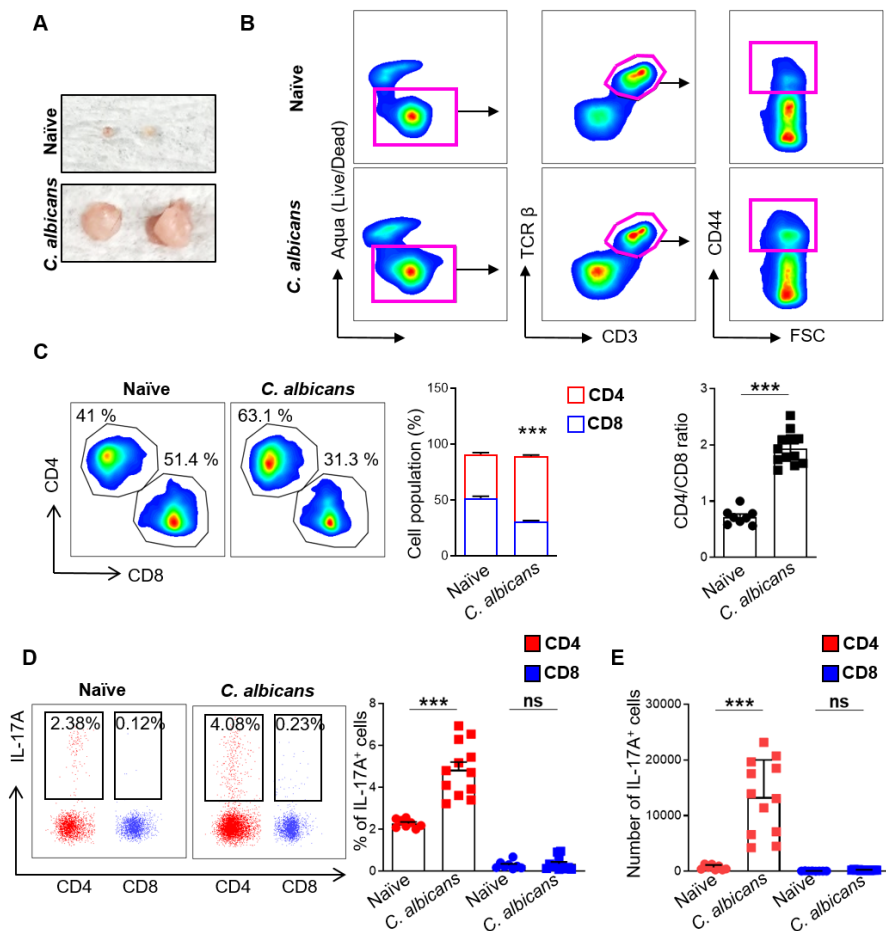 A
Naïve
C. albicans
B
Naïve
C. albicans
Aqua (Live/Dead)
TCR β
CD3
CD44
FSC
C
Naïve
C. albicans
41 %
51.4 %
63.1 %
31.3 %
CD4
CD8
Cell population (%)
150
100
50
0
***
CD4
CD8
Naïve
C. albicans
CD4/CD8 ratio
3
2
1
0
***
Naïve
C. albicans
D
Naïve
C. albicans
IL-17A
2.38%
0.12%
4.08%
0.23%
CD4
CD8
CD4
CD8
CD4
CD8
% of IL-17A+ cells
8
6
4
2
0
***
ns
Naïve
C. albicans
Naïve
C. albicans
E
CD4
CD8
Number of IL-17A+ cells
30000
20000
10000
0
***
ns
Naïve
C. albicans
Naïve
C. albicans